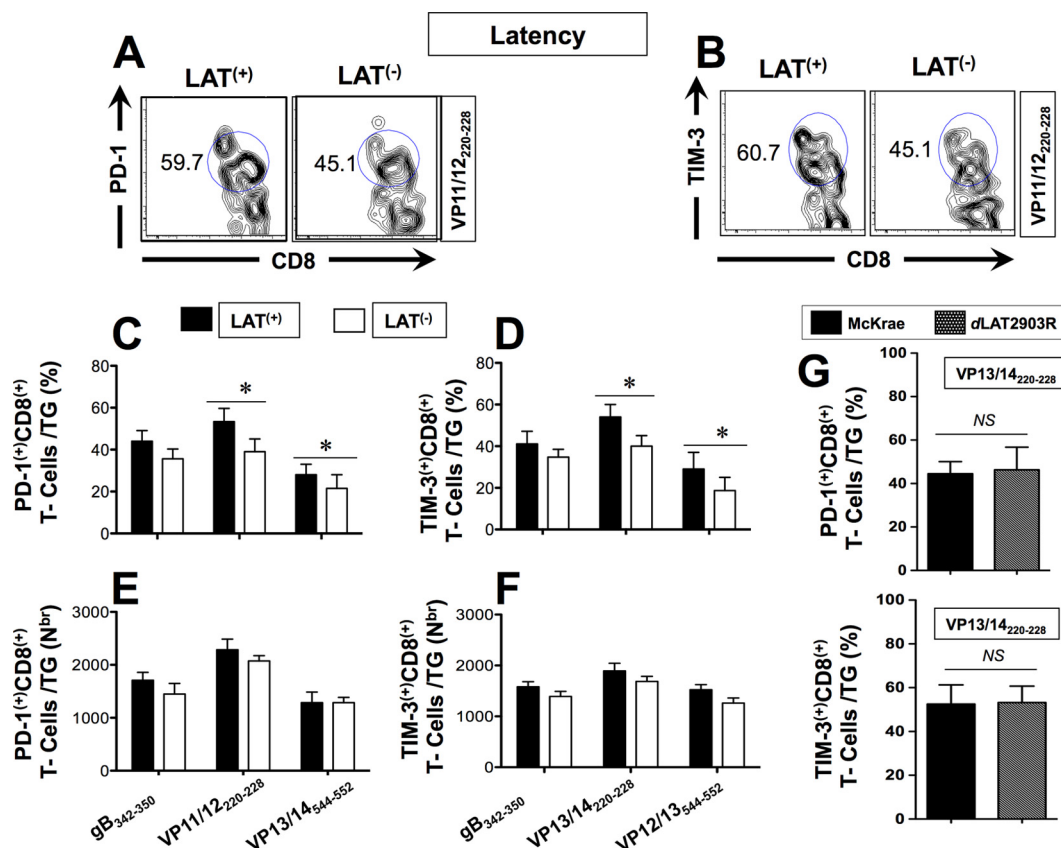 Latency
A
LAT(+)
LAT(-)
PD-1
59.7
45.1
VP11/12220-228
CD8
B
LAT(+)
LAT(-)
TIM-3
60.7
45.1
VP11/12220-228
CD8
C
LAT(+)
LAT(-)
PD-1(+)CD8(+)
T- Cells /TG (%)
80
60
40
20
0
*
*
D
TIM-3(+)CD8(+)
T- Cells /TG (%)
80
60
40
20
0
*
*
E
PD-1(+)CD8(+)
T- Cells /TG (Nbr)
3000
2000
1000
0
gB342-350
VP11/12220-228
VP13/14544-552
F
TIM-3(+)CD8(+)
T- Cells /TG (Nbr)
3000
2000
1000
0
gB342-350
VP13/14220-228
VP12/13544-552
McKrae
dLAT2903R
G
VP13/14220-228
PD-1(+)CD8(+)
T- Cells /TG (%)
100
80
60
40
20
0
NS
VP13/14220-228
TIM-3(+)CD8(+)
T- Cells /TG (%)
100
80
60
40
20
0
NS